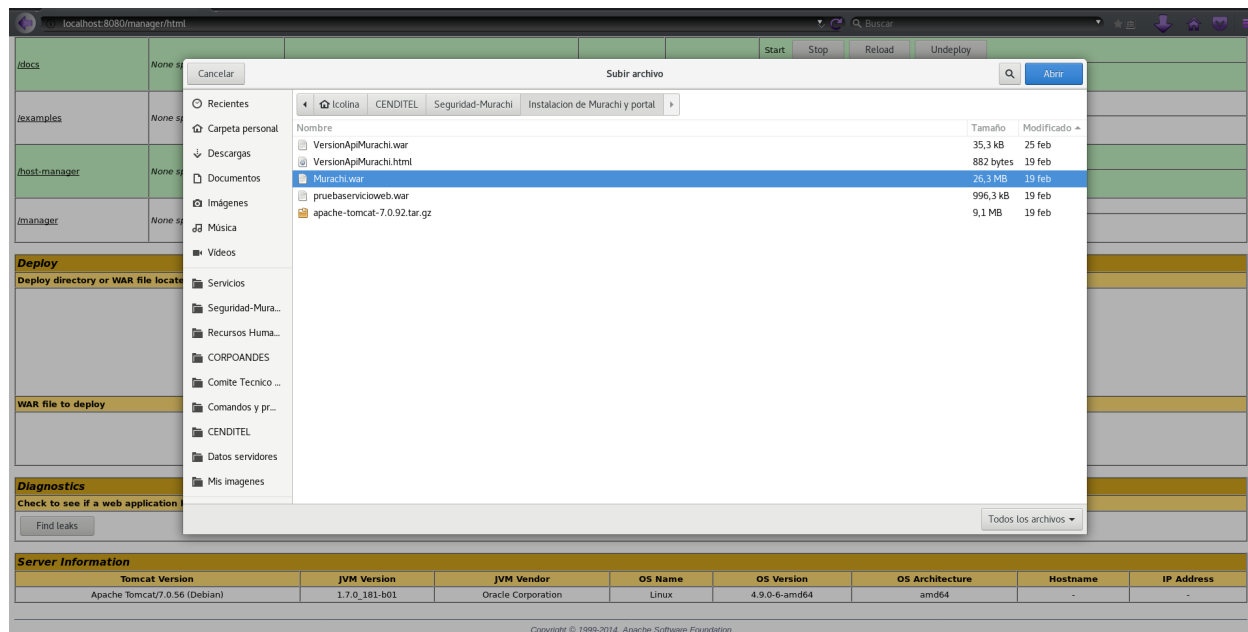 localhost:8080/manager/html
Buscar
/docs
None sp
Start Stop Reload Undeploy
/examples
None sp
/host-manager
None sp
/manager
None sp
Deploy
Deploy directory or WAR file locate
WAR file to deploy
Diagnostics
Check to see if a web application
Find leaks
Cancelar
Subir archivo
Abrir
Recientes
Carpeta personal
Descargas
Documentos
Imágenes
Música
Vídeos
Servicios
Seguridad-Mura...
Recursos Huma...
CORPOANDES
Comite Tecnico ...
Comandos y pr...
CENDITEL
Datos servidores
Mis imagenes
lcolina CENDITEL Seguridad-Murachi Instalacion de Murachi y portal
Nombre Tamaño Modificado
VersionApiMurachi.war 35,3 kB 25 feb
VersionApiMurachi.html 882 bytes 19 feb
Murachi.war 26,3 MB 19 feb
pruebaservicioweb.war 996,3 kB 19 feb
apache-tomcat-7.0.92.tar.gz 9,1 MB 19 feb
Todos los archivos
Server Information
Tomcat Version JVM Version JVM Vendor OS Name OS Version OS Architecture Hostname IP Address
Apache Tomcat/7.0.56 (Debian) 1.7.0_181-b01 Oracle Corporation Linux 4.9.0-6-amd64 amd64 - -
Copyright © 1999-2014, Apache Software Foundation